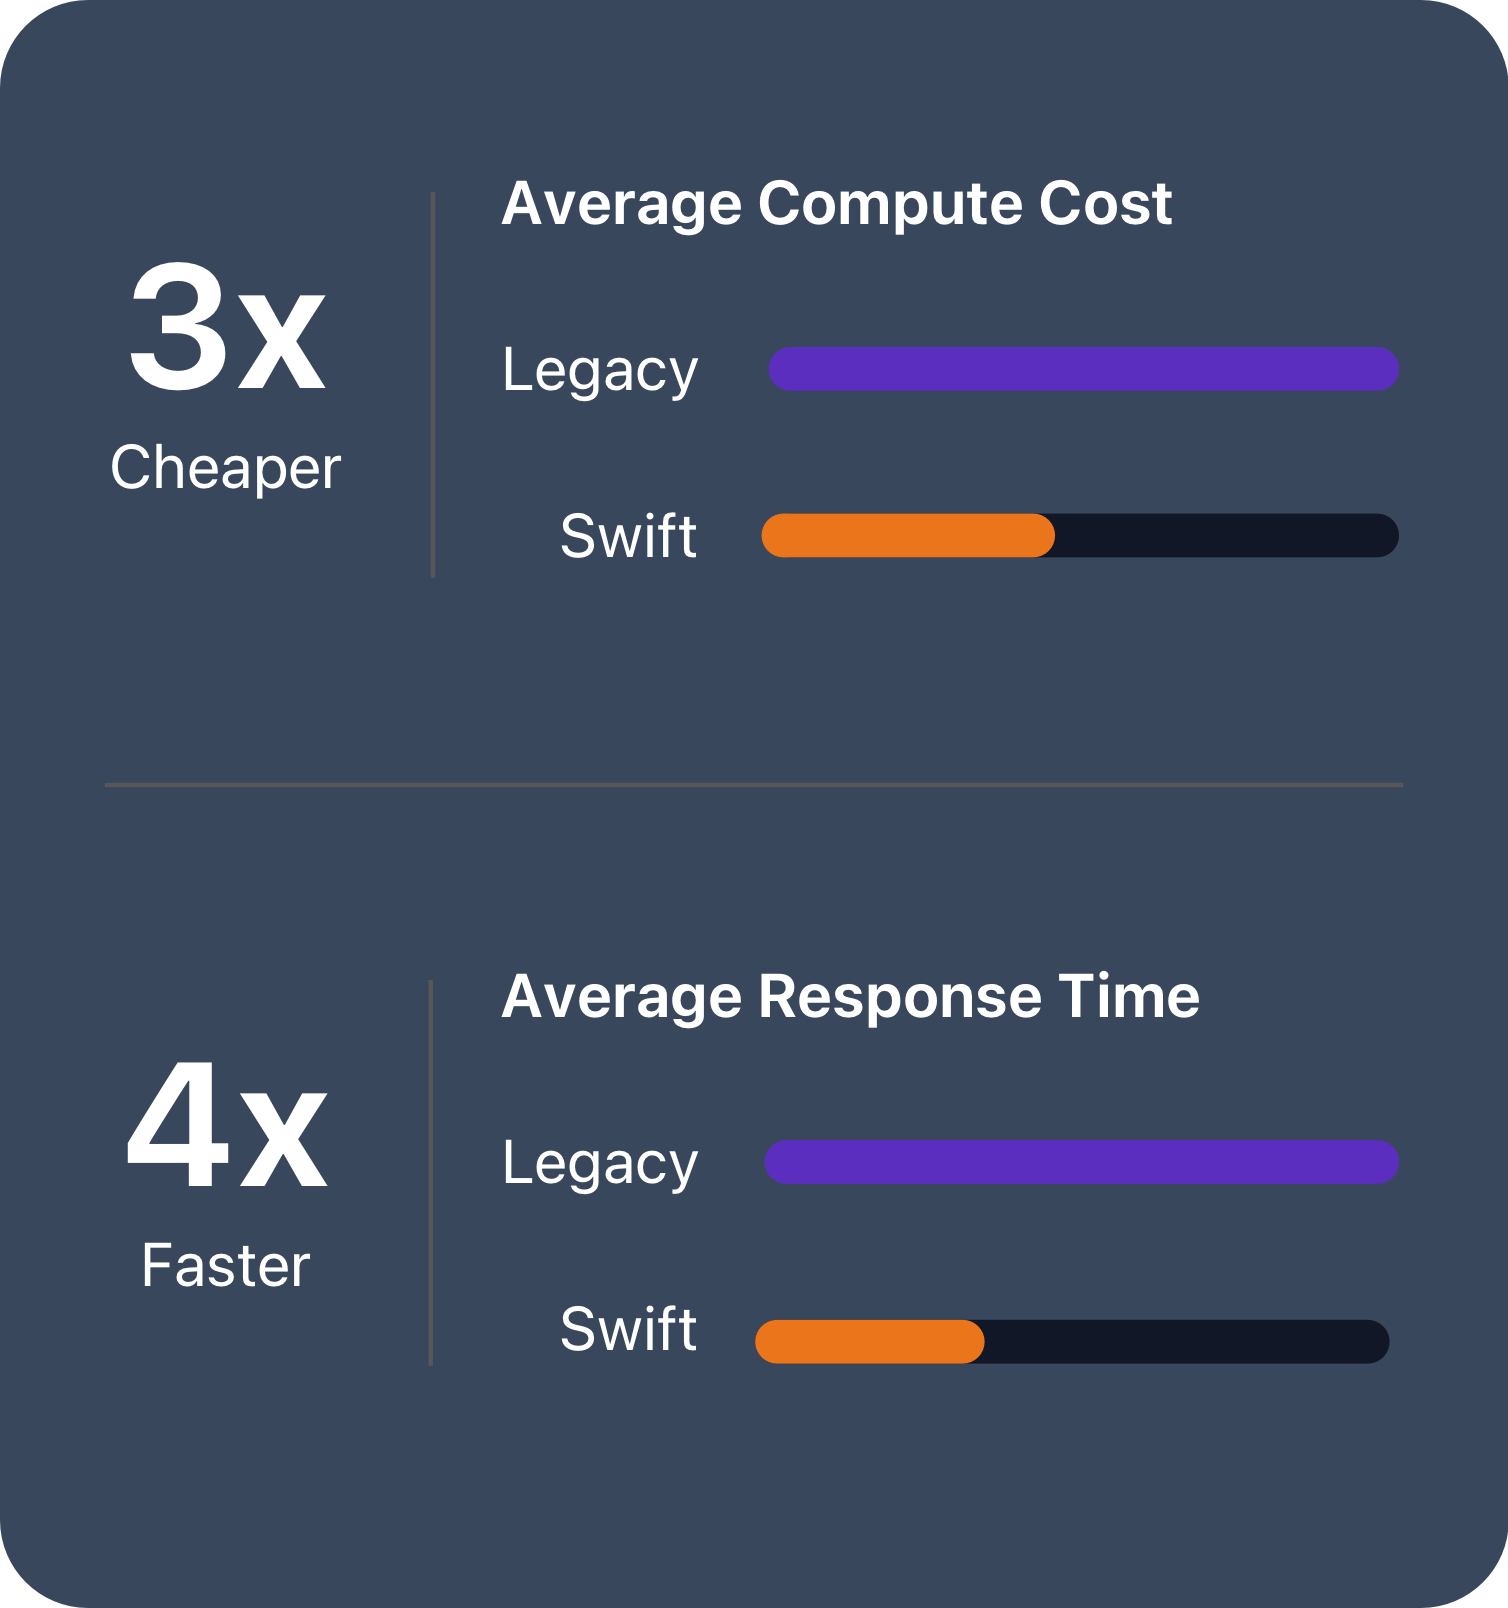 3x
Cheaper
Average Compute Cost
Legacy
Swift
4x
Faster
Average Response Time
Legacy
Swift